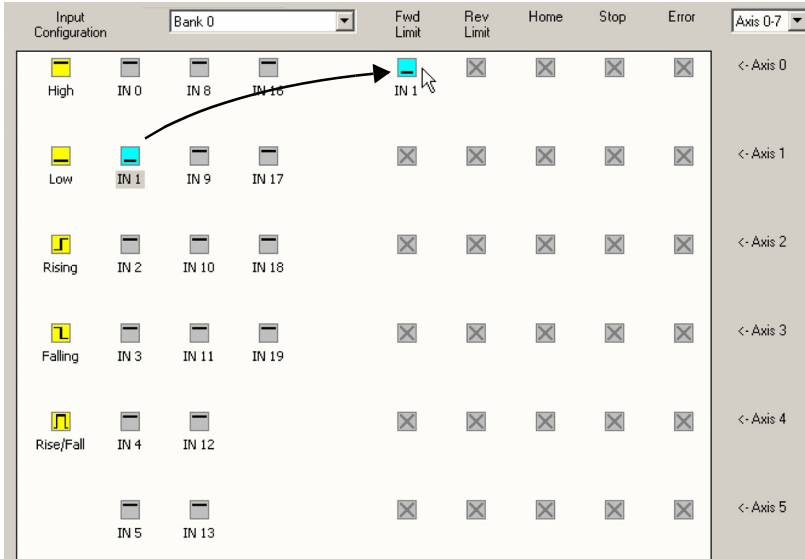 Input Configuration
Bank 0
Fwd Limit
Rev Limit
Home
Stop
Error
Axis 0-7
High
IN 0
IN 8
IN 16
IN 1
<- Axis 0
Low
IN 1
IN 9
IN 17
<- Axis 1
Rising
IN 2
IN 10
IN 18
<- Axis 2
Falling
IN 3
IN 11
IN 19
<- Axis 3
Rise/Fall
IN 4
IN 12
<- Axis 4
IN 5
IN 13
<- Axis 5